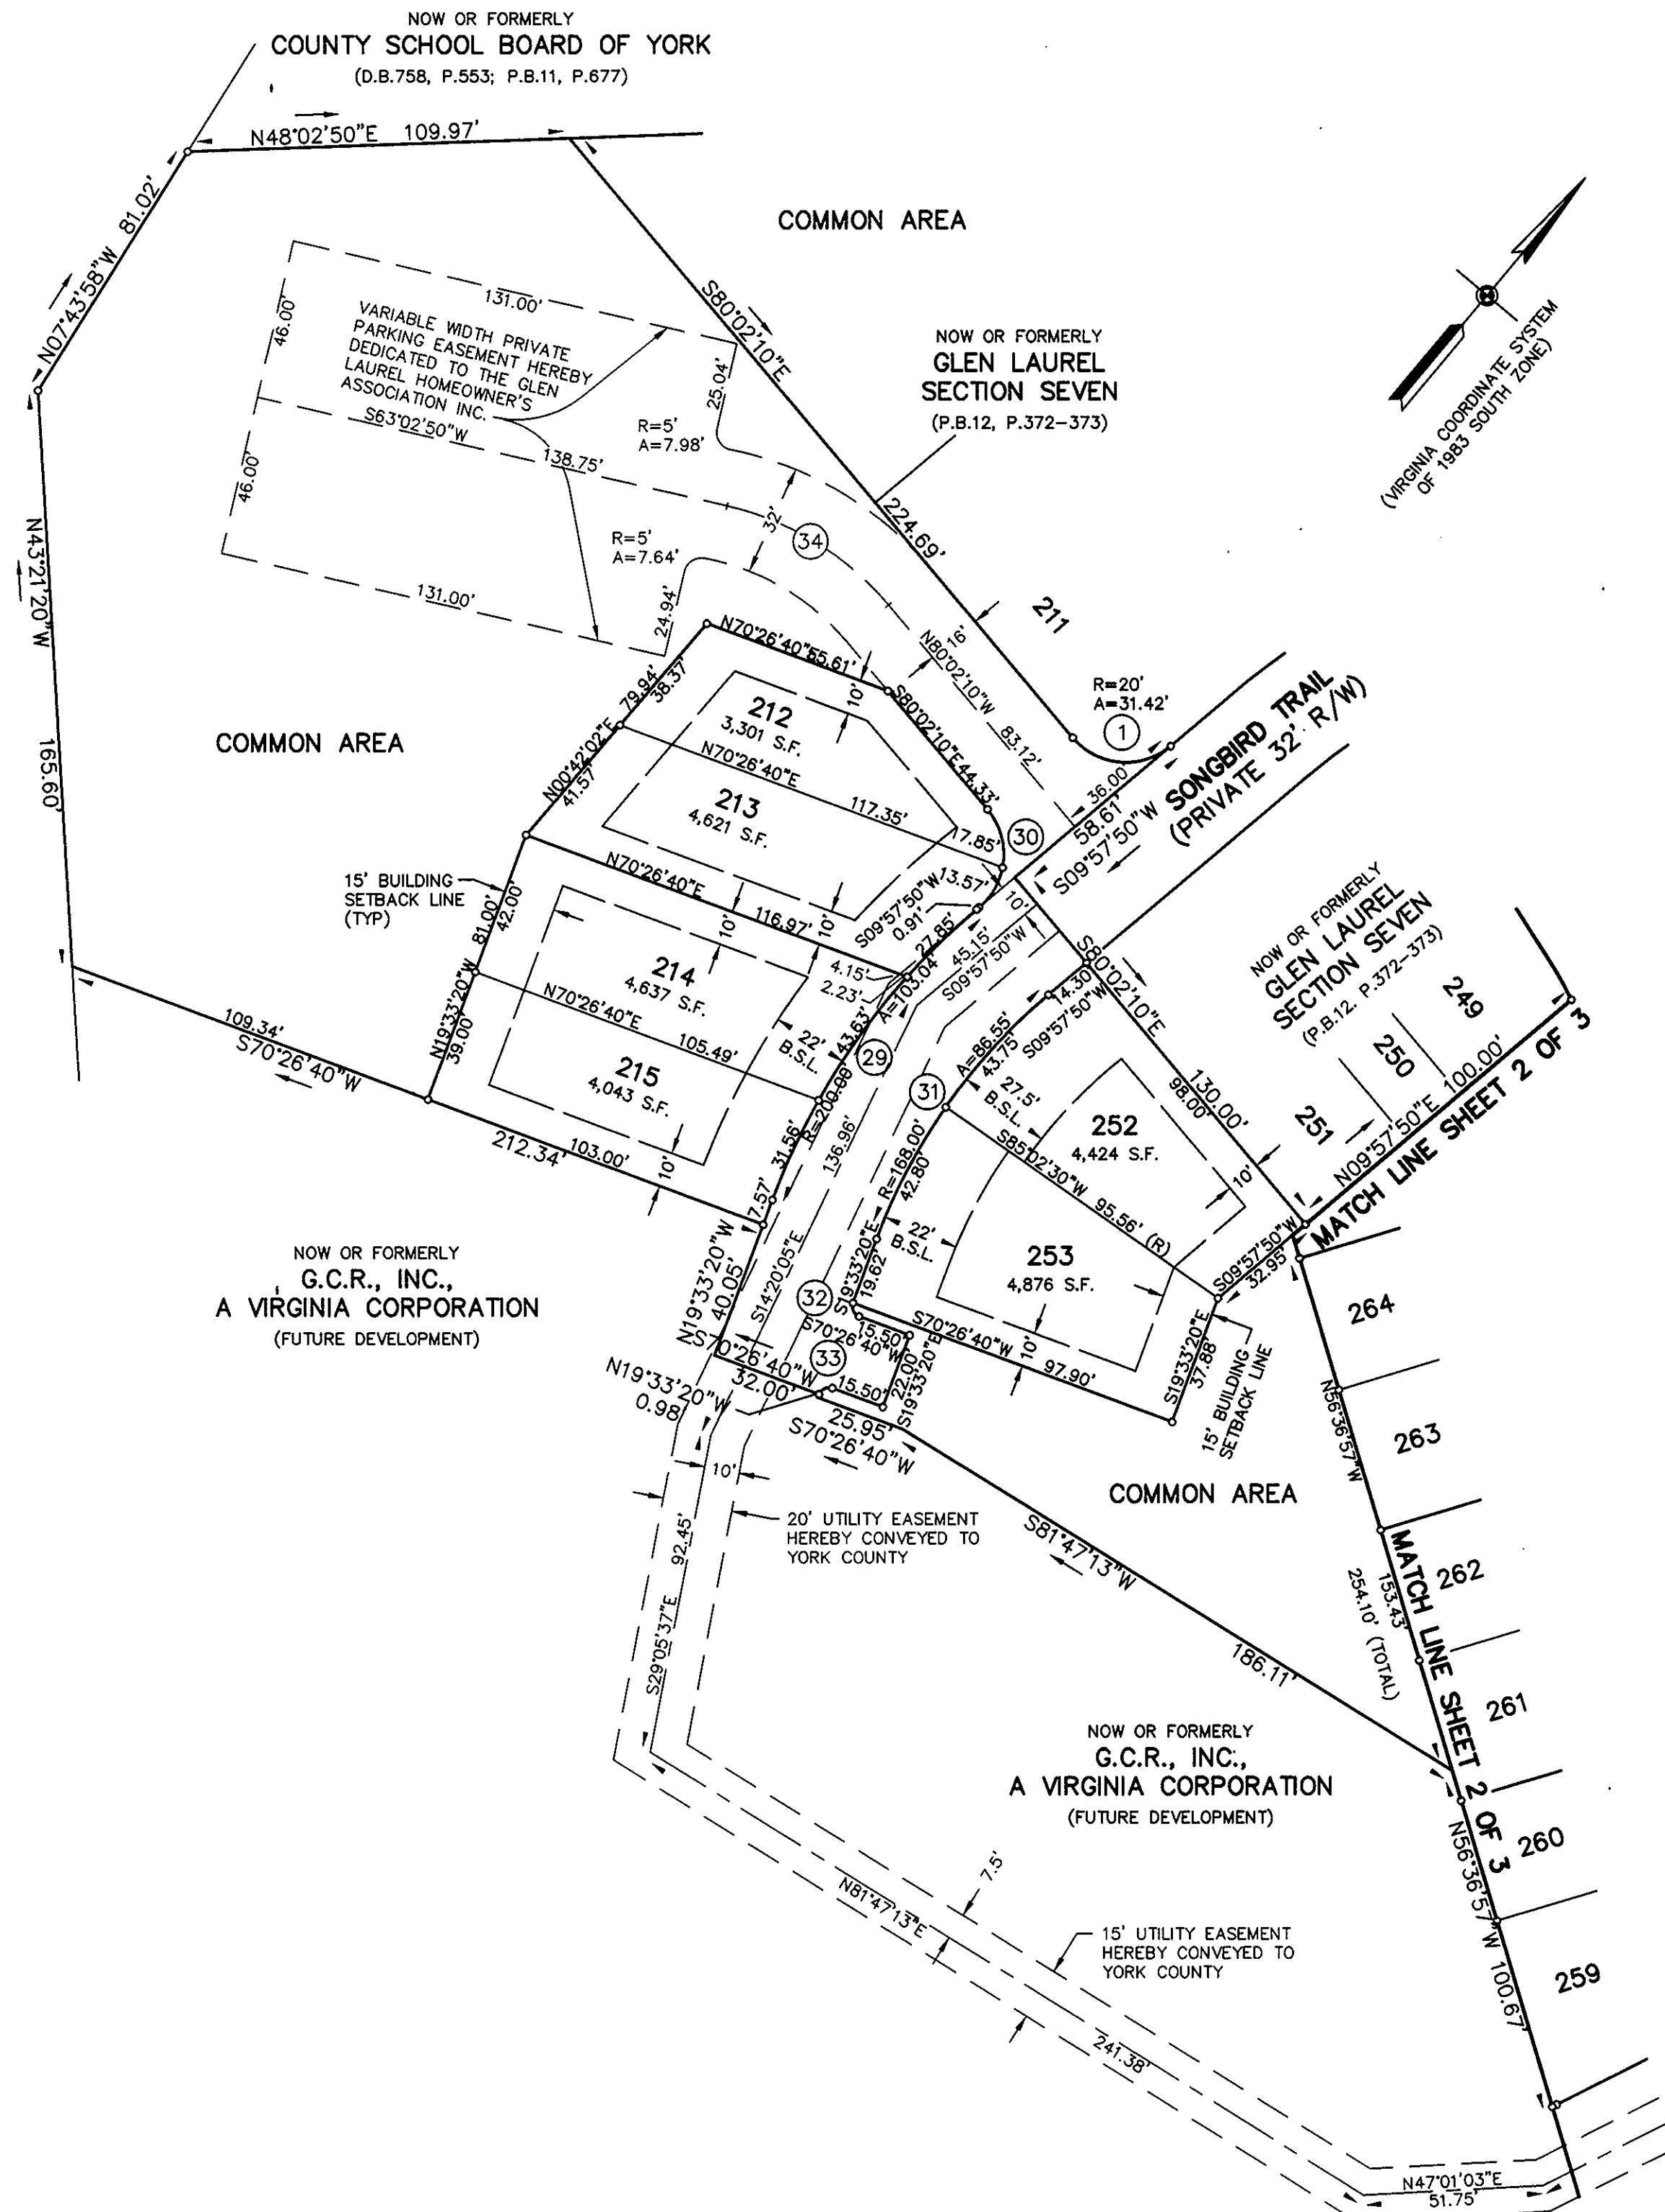 NOW OR FORMERLY
COUNTY SCHOOL BOARD OF YORK
(D.B.758, P.553; P.B.11, P.677)
N48°02'50"E 109.97'
N07°43'58"W 81.02'
COMMON AREA
S80°02'10"E
224.69'
NOW OR FORMERLY
GLEN LAUREL
SECTION SEVEN
(P.B.12, P.372-373)
(VIRGINIA COORDINATE SYSTEM
OF 1983 SOUTH ZONE)
131.00'
46.00'
VARIABLE WIDTH PRIVATE
PARKING EASEMENT HEREBY
DEDICATED TO THE GLEN
LAUREL HOMEOWNER'S
ASSOCIATION INC.
25.04'
R=5'
A=7.98'
S63°02'50"W
138.75'
46.00'
32'
34
R=5'
A=7.64'
131.00'
24.94'
N43°21'20"W
165.60'
211
16'
N80°02'10"W
83.12'
R=20'
A=31.42'
1
SONGBIRD TRAIL
(PRIVATE 32' R/W)
36.00'
58.61'
S09°57'50"W
N70°26'40"E
55.61'
10'
S80°02'10"E
44.33'
79.94'
38.37'
N00°42'02"E
41.57'
212
3,301 S.F.
N70°26'40"E
117.35'
17.85'
30
213
4,621 S.F.
COMMON AREA
13.57'
S09°57'50"W
0.91'
27.85'
10'
45.15'
S09°57'50"W
N70°26'40"E
116.97'
10'
10'
4.15'
2.23'
A=103.04'
15' BUILDING
SETBACK LINE
(TYP)
81.00'
42.00'
N19°33'20"W
39.00'
214
4,637 S.F.
N70°26'40"E
105.49'
22'
B.S.L.
43.63'
R=200.00'
29
215
4,043 S.F.
31.56'
136.96'
109.34'
S70°26'40"W
212.34'
103.00'
10'
7.57'
S80°02'10"E
130.00'
98.00'
14.30'
S09°57'50"W
A=86.55'
43.75'
27.5'
B.S.L.
31
252
4,424 S.F.
S85°02'30"W
95.56' (R)
10'
R=168.00'
42.80'
22'
B.S.L.
253
4,876 S.F.
NOW OR FORMERLY
GLEN LAUREL
SECTION SEVEN
(P.B.12, P.372-373)
249
250
251
N09°57'50"E
100.00'
MATCH LINE SHEET 2 OF 3
S09°57'50"W
32.95'
S19°33'20"E
37.88'
15' BUILDING
SETBACK LINE
S19°33'20"E
19.62'
S70°26'40"W
97.90'
10'
NOW OR FORMERLY
G.C.R., INC.,
A VIRGINIA CORPORATION
(FUTURE DEVELOPMENT)
N19°33'20"W
40.05'
S14°20'05"E
32
15.50'
S70°26'40"W
33
22.00'
S19°33'20"E
15.50'
S70°26'40"W
32.00'
N19°33'20"W
0.98'
25.95'
S70°26'40"W
10'
20' UTILITY EASEMENT
HEREBY CONVEYED TO
YORK COUNTY
92.45'
S29°05'37"E
COMMON AREA
S81°47'13"W
186.11'
264
N56°36'57"W
263
262
153.43'
254.10' (TOTAL)
MATCH LINE SHEET 2 OF 3
261
260
N56°36'57"W 100.67'
259
NOW OR FORMERLY
G.C.R., INC.,
A VIRGINIA CORPORATION
(FUTURE DEVELOPMENT)
7.5'
N81°47'13"E
241.38'
15' UTILITY EASEMENT
HEREBY CONVEYED TO
YORK COUNTY
N47°01'03"E
51.75'